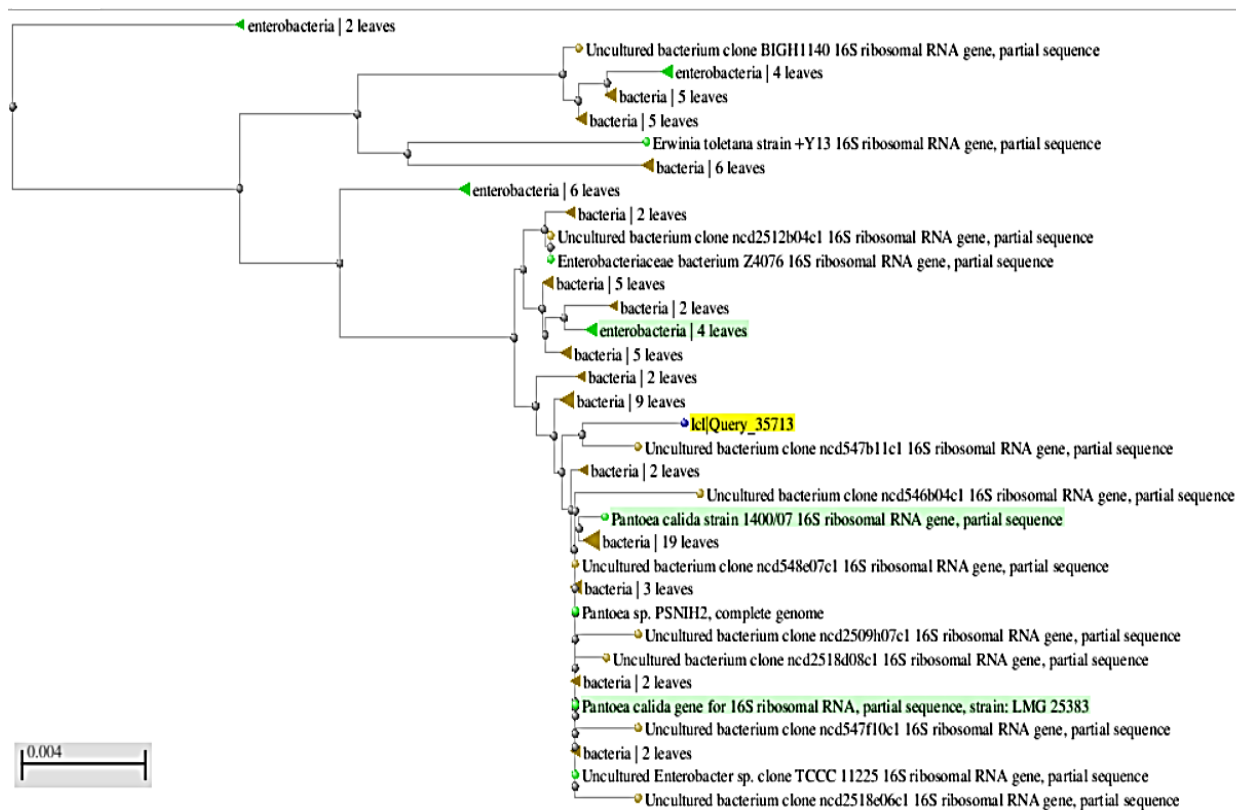 enterobacteria | 2 leaves
Uncultured bacterium clone BIGH1140 16S ribosomal RNA gene, partial sequence
enterobacteria | 4 leaves
bacteria | 5 leaves
bacteria | 5 leaves
Erwinia toletana strain +Y13 16S ribosomal RNA gene, partial sequence
bacteria | 6 leaves
enterobacteria | 6 leaves
bacteria | 2 leaves
Uncultured bacterium clone ncd2512b04c1 16S ribosomal RNA gene, partial sequence
Enterobacteriaceae bacterium Z4076 16S ribosomal RNA gene, partial sequence
bacteria | 5 leaves
bacteria | 2 leaves
enterobacteria | 4 leaves
bacteria | 5 leaves
bacteria | 2 leaves
bacteria | 9 leaves
lcl|Query_35713
Uncultured bacterium clone ncd547b11c1 16S ribosomal RNA gene, partial sequence
bacteria | 2 leaves
Uncultured bacterium clone ncd546b04c1 16S ribosomal RNA gene, partial sequence
Pantoea calida strain 1400/07 16S ribosomal RNA gene, partial sequence
bacteria | 19 leaves
Uncultured bacterium clone ncd548e07c1 16S ribosomal RNA gene, partial sequence
bacteria | 3 leaves
Pantoea sp. PSNIH2, complete genome
Uncultured bacterium clone ncd2509h07c1 16S ribosomal RNA gene, partial sequence
Uncultured bacterium clone ncd2518d08c1 16S ribosomal RNA gene, partial sequence
bacteria | 2 leaves
Pantoea calida gene for 16S ribosomal RNA, partial sequence, strain: LMG 25383
Uncultured bacterium clone ncd547f10c1 16S ribosomal RNA gene, partial sequence
bacteria | 2 leaves
Uncultured Enterobacter sp. clone TCCC 11225 16S ribosomal RNA gene, partial sequence
Uncultured bacterium clone ncd2518e06c1 16S ribosomal RNA gene, partial sequence
0.004